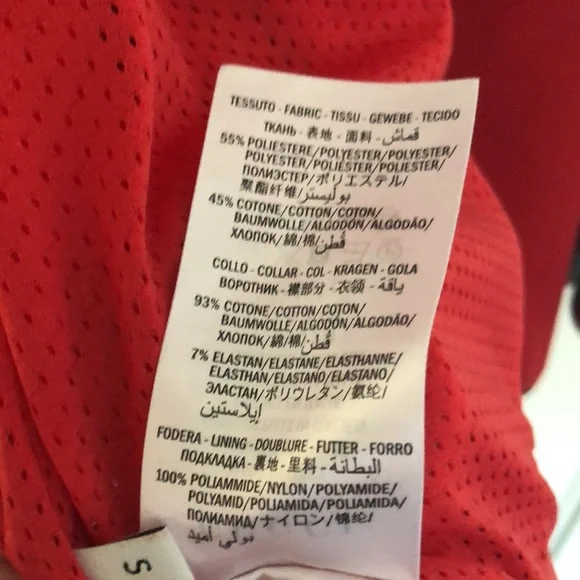 TESSUTO - FABRIC - TISSU - GEWEBE - TECIDO
ТКАНЬ - 表地 - 面料 - قماش
55% POLIESTERE/POLYESTER/POLYESTER/
POLYESTER/POLIÉSTER/POLIÉSTER/
ПОЛИЭСТЕР/ポリエステル/
聚酯纤维/بوليستر
45% COTONE/COTTON/COTON/
BAUMWOLLE/ALGODÓN/ALGODÃO/
ХЛОПОК/綿/棉/قطن
COLLO - COLLAR - COL - KRAGEN - GOLA
ВОРОТНИК - 襟部分 - 衣领 - ياقة
93% COTONE/COTTON/COTON/
BAUMWOLLE/ALGODÓN/ALGODÃO/
ХЛОПОК/綿/棉/قطن
7% ELASTAN/ELASTANE/ELASTHANNE/
ELASTHAN/ELASTANO/ELASTANO/
ЭЛАСТАН/ポリウレタン/氨纶/
إيلاستين
FODERA - LINING - DOUBLURE - FUTTER - FORRO
ПОДКЛАДКА - 裏地 - 里料 - البطانة
100% POLIAMMIDE/NYLON/POLYAMIDE/
POLYAMID/POLIAMIDA/POLIAMIDA/
ПОЛИАМИД/ナイロン/锦纶/
بولي أميد
S